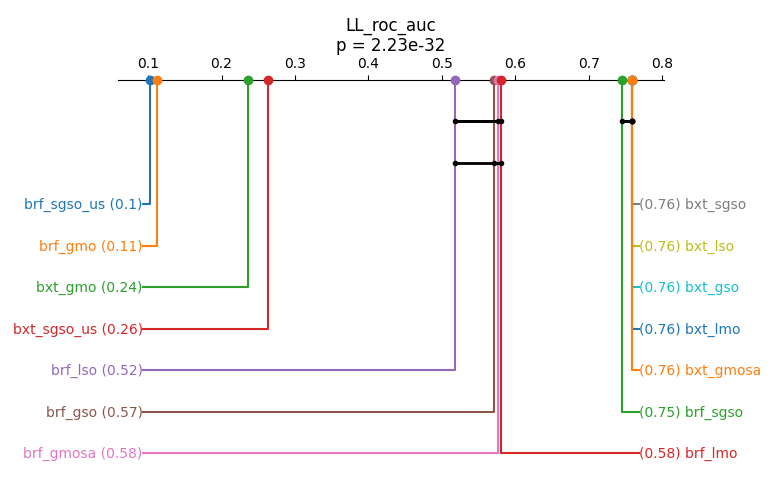 LL_roc_auc
p = 2.23e-32
0.1 0.2 0.3 0.4 0.5 0.6 0.7 0.8
brf_sgso_us (0.1) (0.76) bxt_sgso
brf_gmo (0.11) (0.76) bxt_lso
bxt_gmo (0.24) (0.76) bxt_gso
bxt_sgso_us (0.26) (0.76) bxt_lmo
brf_lso (0.52) (0.76) bxt_gmosa
brf_gso (0.57) (0.75) brf_sgso
brf_gmosa (0.58) (0.58) brf_lmo